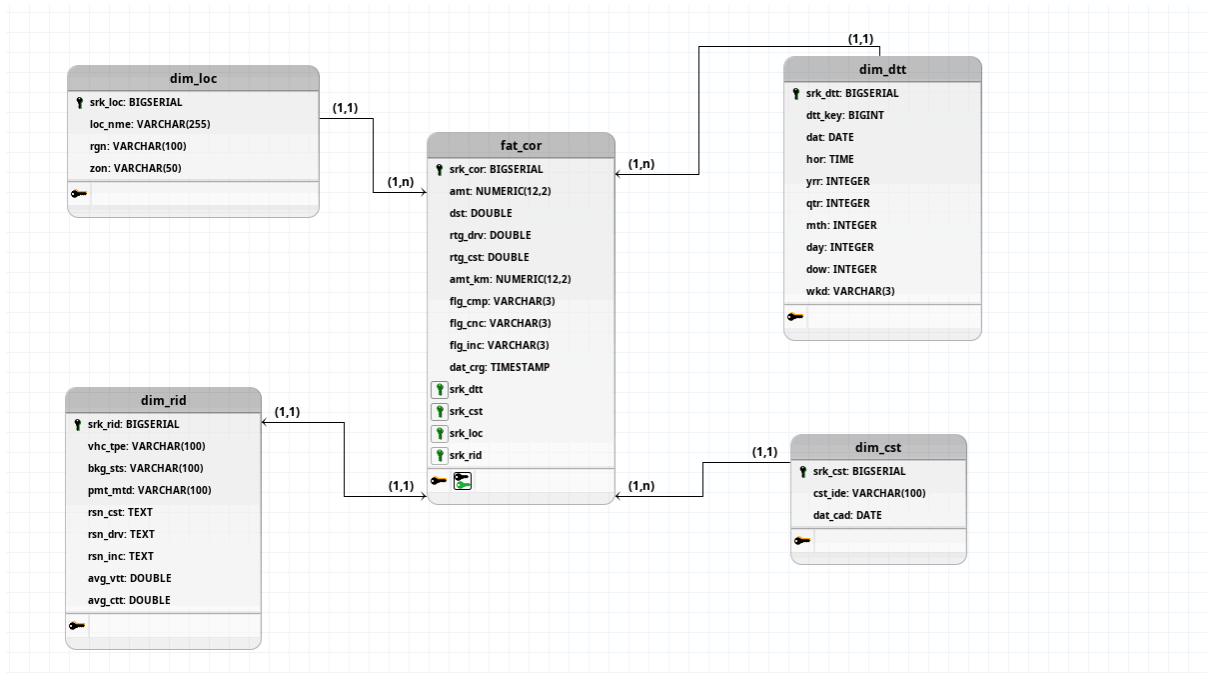 dim_loc
srk_loc: BIGSERIAL
loc_nme: VARCHAR(255)
rgn: VARCHAR(100)
zon: VARCHAR(50)
(1,1)
(1,n)
fat_cor
srk_cor: BIGSERIAL
amt: NUMERIC(12,2)
dst: DOUBLE
rtg_drv: DOUBLE
rtg_cst: DOUBLE
amt_km: NUMERIC(12,2)
flg_cmp: VARCHAR(3)
flg_cnc: VARCHAR(3)
flg_inc: VARCHAR(3)
dat_crg: TIMESTAMP
srk_dtt
srk_cst
srk_loc
srk_rid
(1,1)
(1,n)
dim_dtt
srk_dtt: BIGSERIAL
dtt_key: BIGINT
dat: DATE
hor: TIME
yrr: INTEGER
qtr: INTEGER
mth: INTEGER
day: INTEGER
dow: INTEGER
wkd: VARCHAR(3)
dim_rid
srk_rid: BIGSERIAL
vhc_tpe: VARCHAR(100)
bkg_sts: VARCHAR(100)
pmt_mtd: VARCHAR(100)
rsn_cst: TEXT
rsn_drv: TEXT
rsn_inc: TEXT
avg_vtt: DOUBLE
avg_ctt: DOUBLE
(1,1)
(1,1)
(1,1)
(1,n)
dim_cst
srk_cst: BIGSERIAL
cst_ide: VARCHAR(100)
dat_cad: DATE